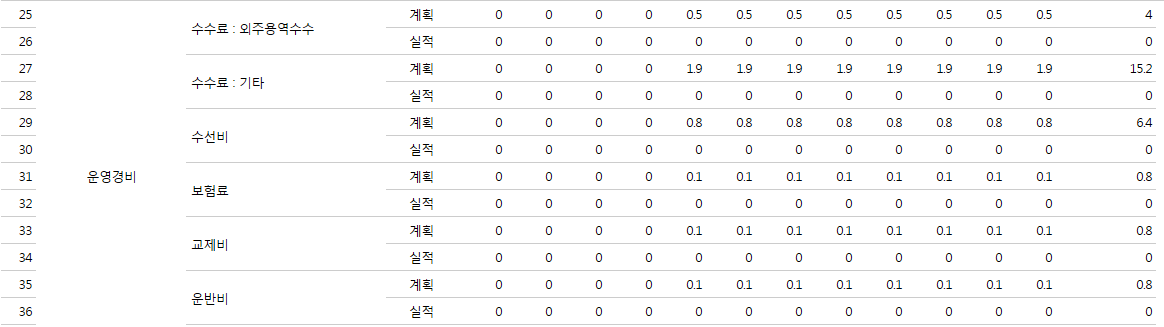 25 수수료 : 외주용역수수 계획 0 0 0 0 0.5 0.5 0.5 0.5 0.5 0.5 0.5 0.5 4
26 실적 0 0 0 0 0 0 0 0 0 0 0 0 0
27 수수료 : 기타 계획 0 0 0 0 1.9 1.9 1.9 1.9 1.9 1.9 1.9 1.9 15.2
28 실적 0 0 0 0 0 0 0 0 0 0 0 0 0
29 수선비 계획 0 0 0 0 0.8 0.8 0.8 0.8 0.8 0.8 0.8 0.8 6.4
30 실적 0 0 0 0 0 0 0 0 0 0 0 0 0
31 운영경비 보험료 계획 0 0 0 0 0.1 0.1 0.1 0.1 0.1 0.1 0.1 0.1 0.8
32 실적 0 0 0 0 0 0 0 0 0 0 0 0 0
33 교제비 계획 0 0 0 0 0.1 0.1 0.1 0.1 0.1 0.1 0.1 0.1 0.8
34 실적 0 0 0 0 0 0 0 0 0 0 0 0 0
35 운반비 계획 0 0 0 0 0.1 0.1 0.1 0.1 0.1 0.1 0.1 0.1 0.8
36 실적 0 0 0 0 0 0 0 0 0 0 0 0 0